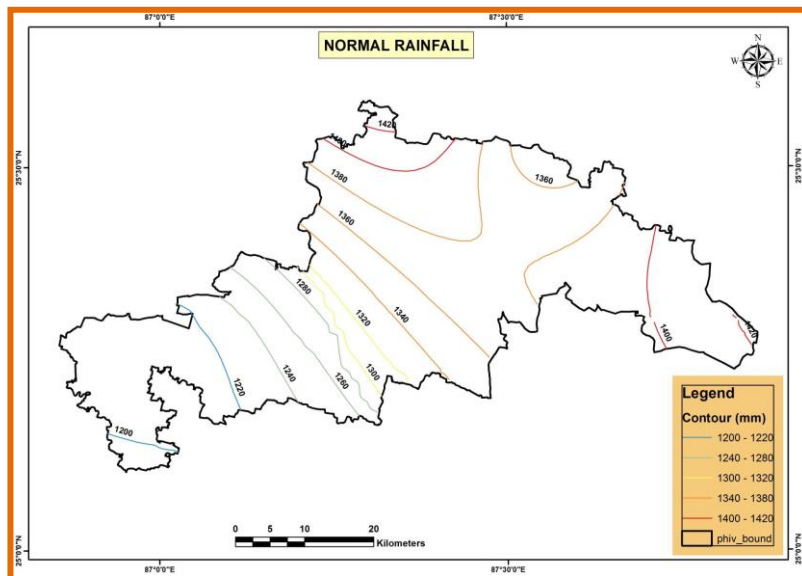 87°0'0"E
87°30'0"E
NORMAL RAINFALL
N
W E
S
1420
1400
25°30'0"N
25°30'0"N
1380
1360
1360
1280
1320
1340
1300
1260
1240
1220
1200
1400
1420
Legend
Contour (mm)
1200 - 1220
1240 - 1280
1300 - 1320
1340 - 1380
1400 - 1420
phiv_bound
0 5 10 20
Kilometers
25°0'0"N
25°0'0"N
87°0'0"E
87°30'0"E